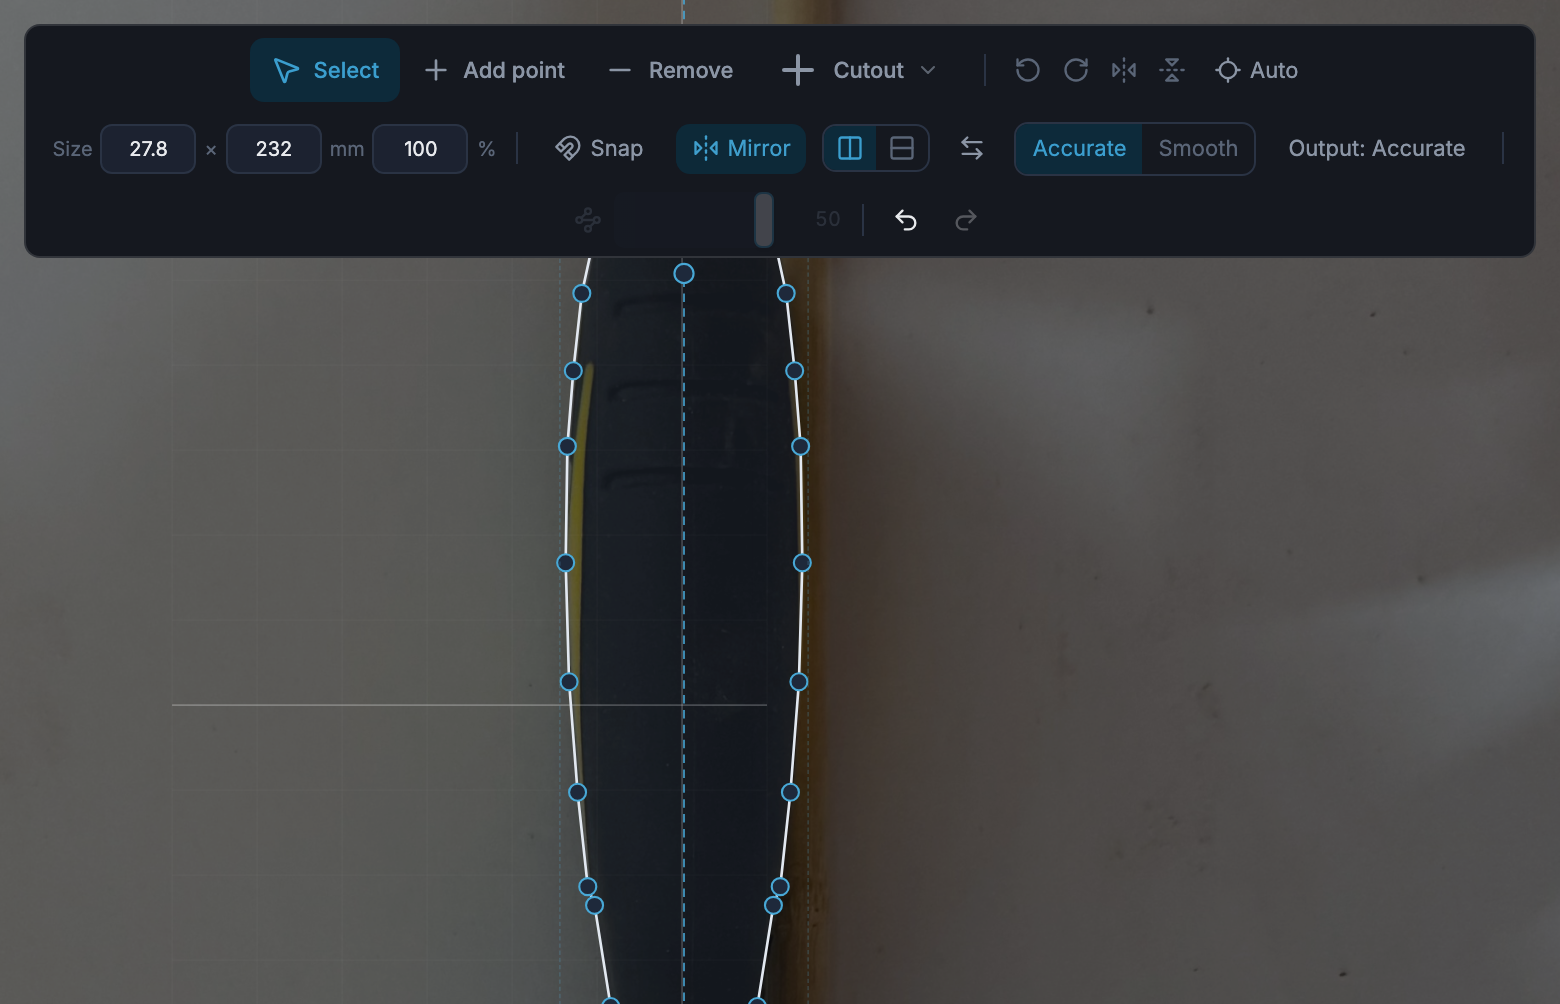 Select Add point Remove Cutout Auto
Size 27.8 × 232 mm 100 % Snap Mirror Accurate Smooth Output: Accurate
50